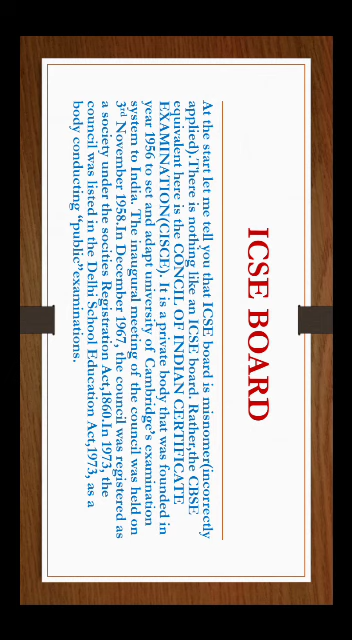 ICSE BOARD
At the start let me tell you that ICSE board is misnomer(incorrectly
applied).There is nothing like an ICSE board. Rather,the CBSE
equivalent here is the CONCIL OF INDIAN CERTIFICATE
EXAMINATION(CISCE). It is a private body that was founded in
year 1956 to set and adapt university of Cambridge's examination
system to India. The inaugural meeting of the council was held on
3rd November 1958.In December 1967, the council was registered as
a society under the socities Registration Act,1860.In 1973, the
council was listed in the Delhi School Education Act,1973, as a
body conducting “public”examinations.